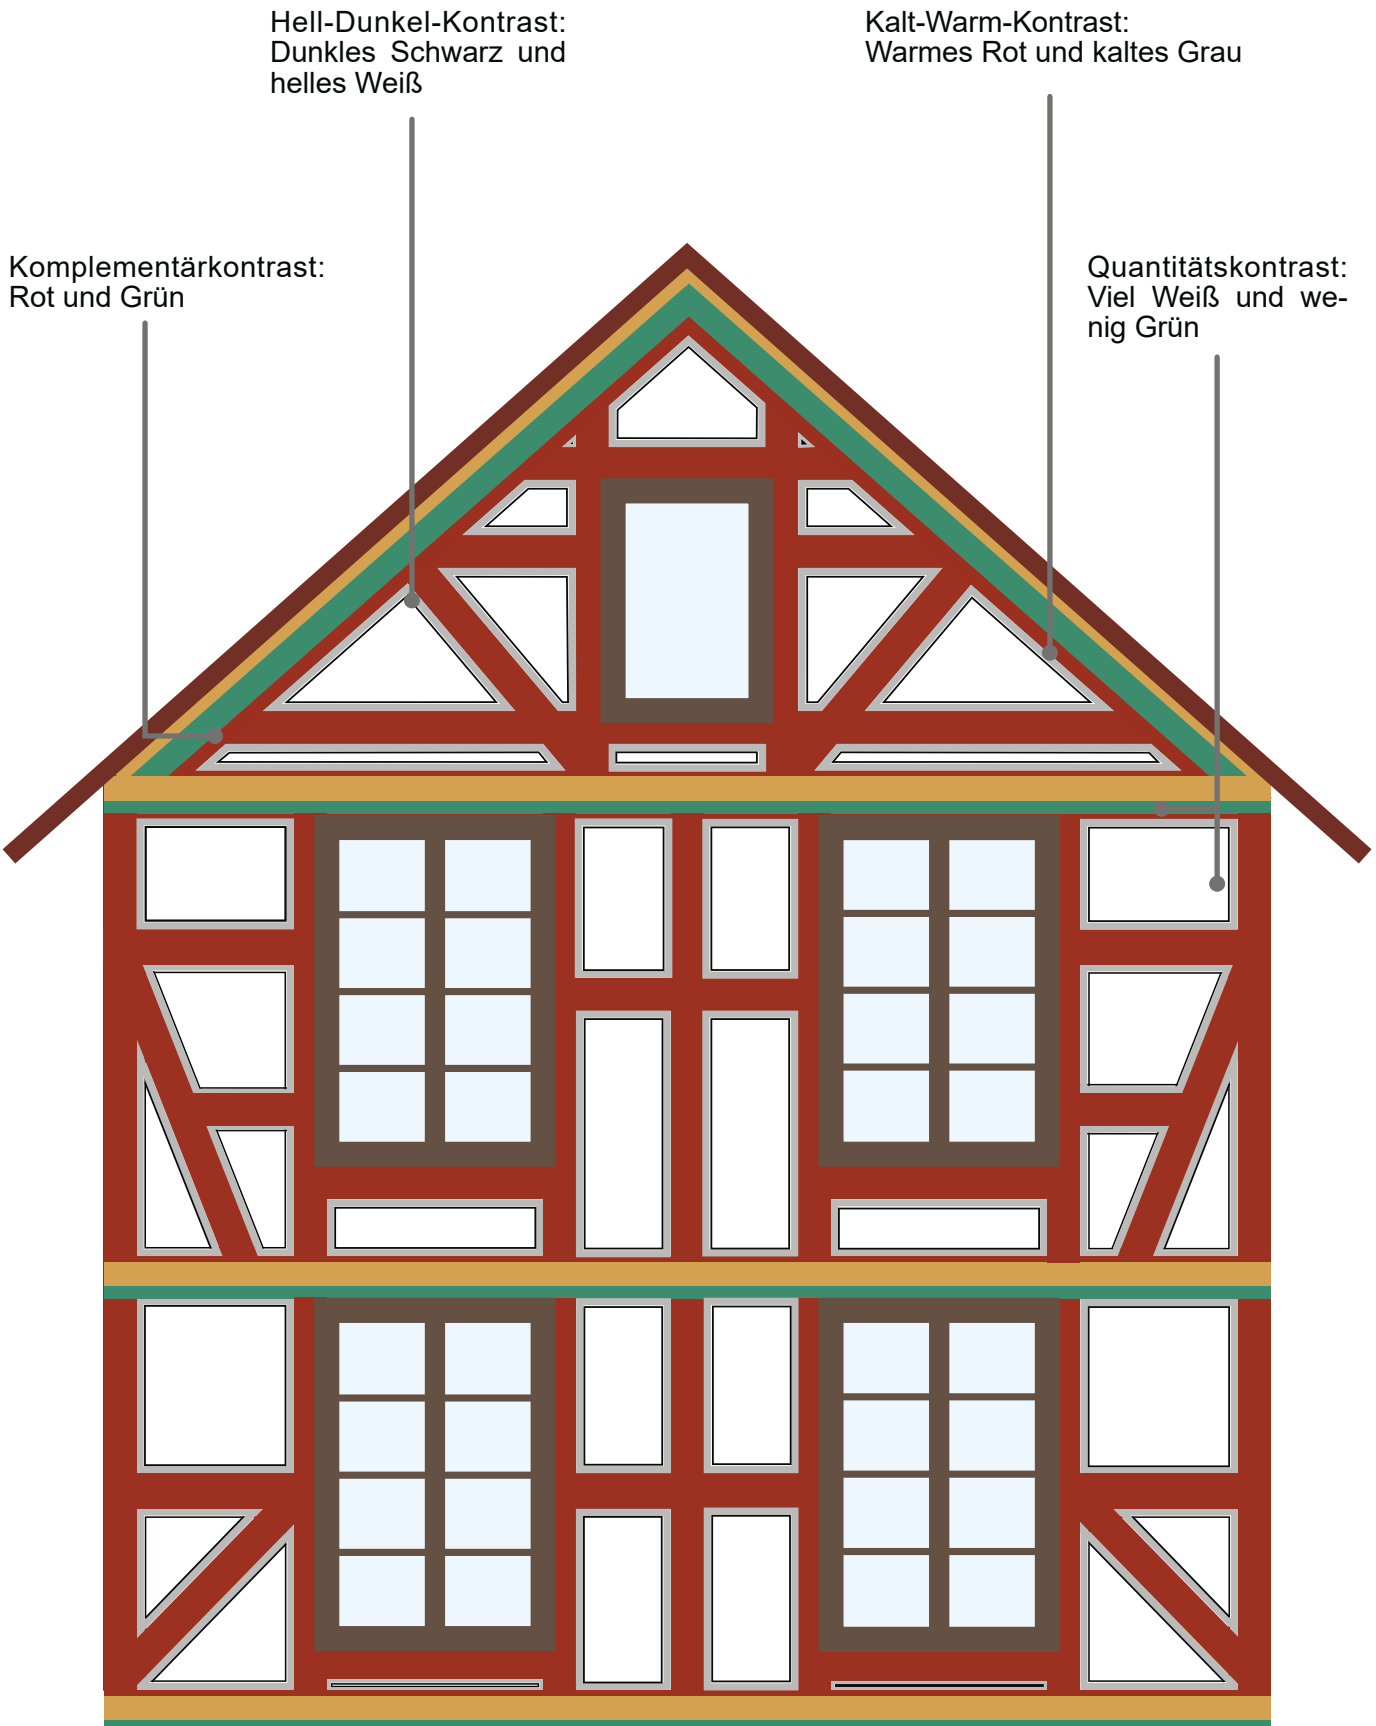 Hell-Dunkel-Kontrast:
Dunkles Schwarz und
helles Weiß
Kalt-Warm-Kontrast:
Warmes Rot und kaltes Grau
Komplementärkontrast:
Rot und Grün
Quantitätskontrast:
Viel Weiß und we-
nig Grün